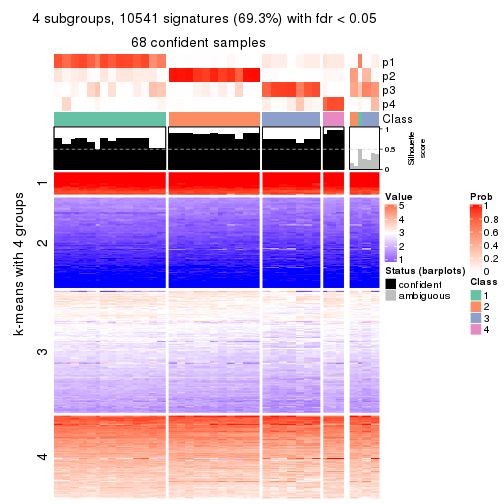 4 subgroups, 10541 signatures (69.3%) with fdr < 0.05
68 confident samples
p1
p2
p3
p4
Class
1
0.5
0
Silhouette
score
k-means with 4 groups
1
2
3
4
Value
5
4
3
2
1
Status (barplots)
confident
ambiguous
Prob
1
0.8
0.6
0.4
0.2
0
Class
1
2
3
4